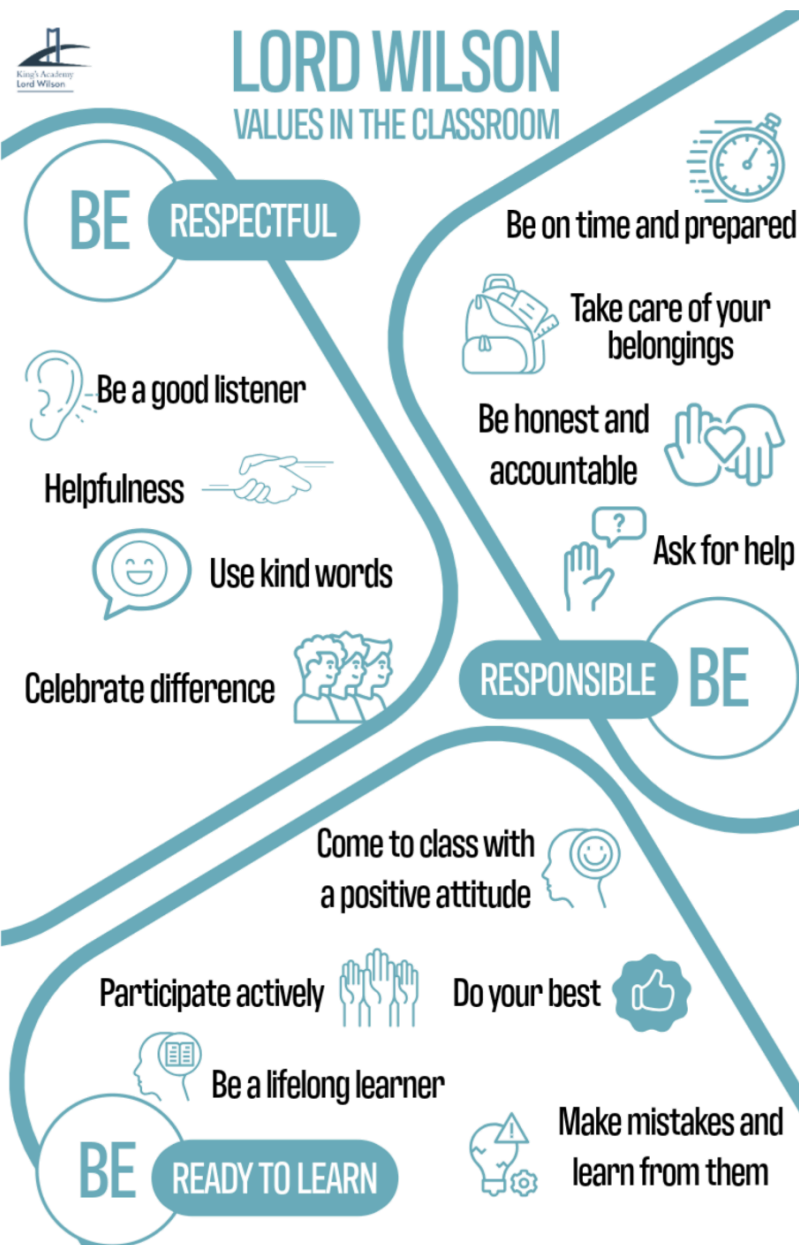 King's Academy
Lord Wilson
LORD WILSON
VALUES IN THE CLASSROOM
BE RESPECTFUL
Be a good listener
Helpfulness
Use kind words
Celebrate difference
Be on time and prepared
Take care of your
belongings
Be honest and
accountable
?
Ask for help
RESPONSIBLE BE
Come to class with
a positive attitude
Participate actively
Do your best
Be a lifelong learner
Make mistakes and
learn from them
BE READY TO LEARN